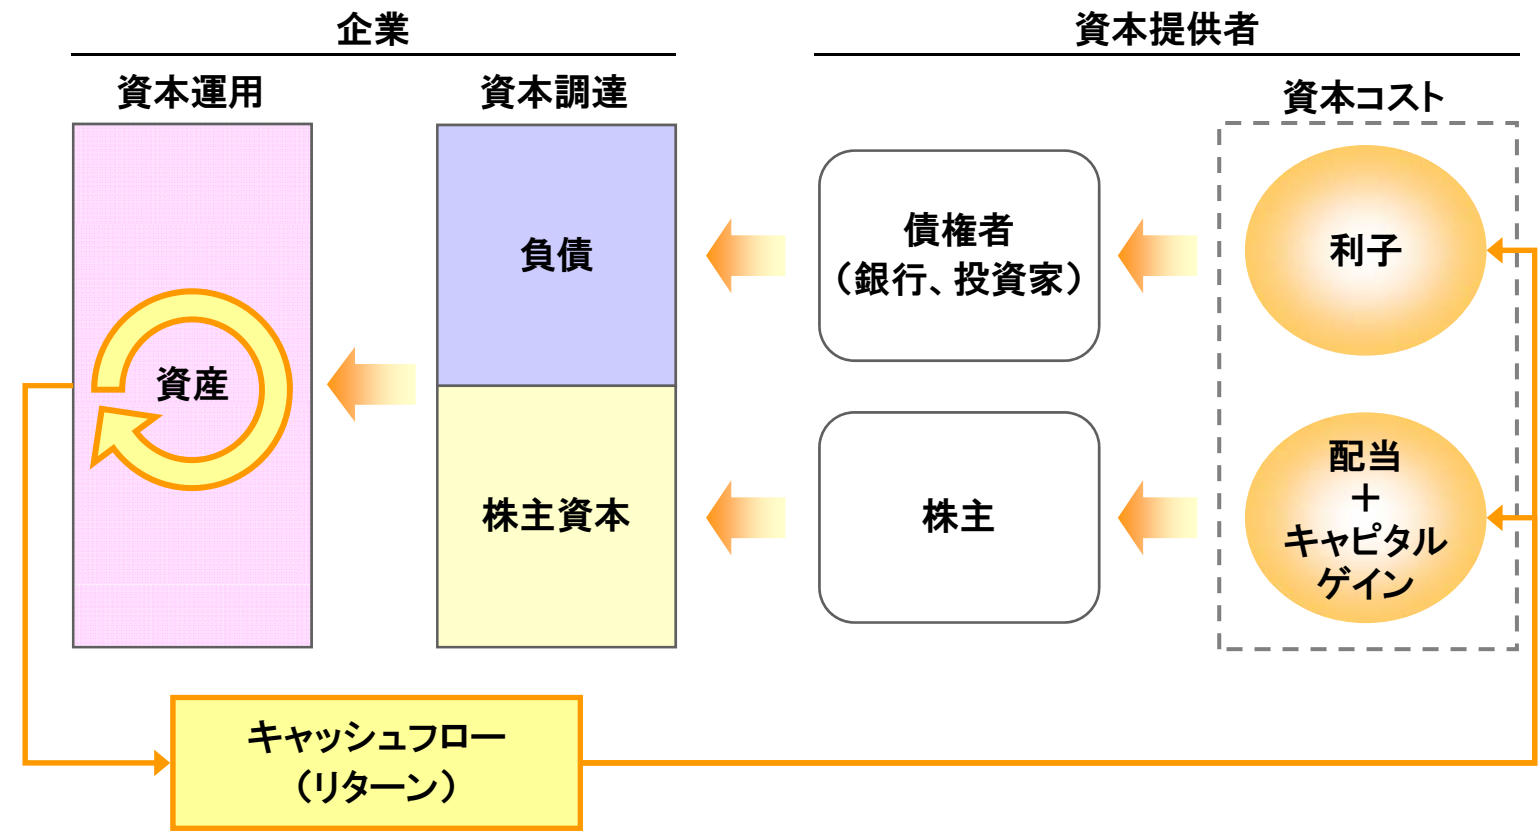 企業
資本提供者
資本運用
資本調達
資本コスト
負債
債権者
（銀行、投資家）
利子
資産
株主資本
株主
配当
＋
キャピタル
ゲイン
キャッシュフロー
（リターン）